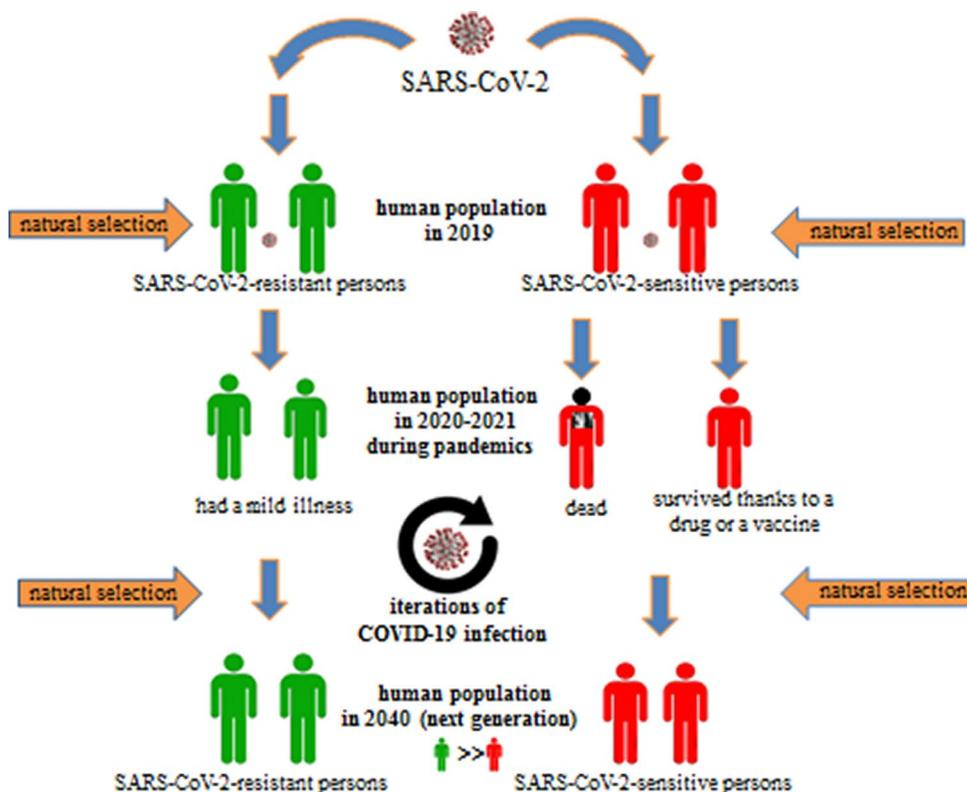 SARS-CoV-2
natural selection
human population
in 2019
natural selection
SARS-CoV-2-resistant persons
SARS-CoV-2-sensitive persons
human population
in 2020-2021
during pandemics
had a mild illness
dead
survived thanks to a
drug or a vaccine
natural selection
iterations of
COVID-19 infection
natural selection
human population
in 2040 (next generation)
>>
SARS-CoV-2-resistant persons
SARS-CoV-2-sensitive persons